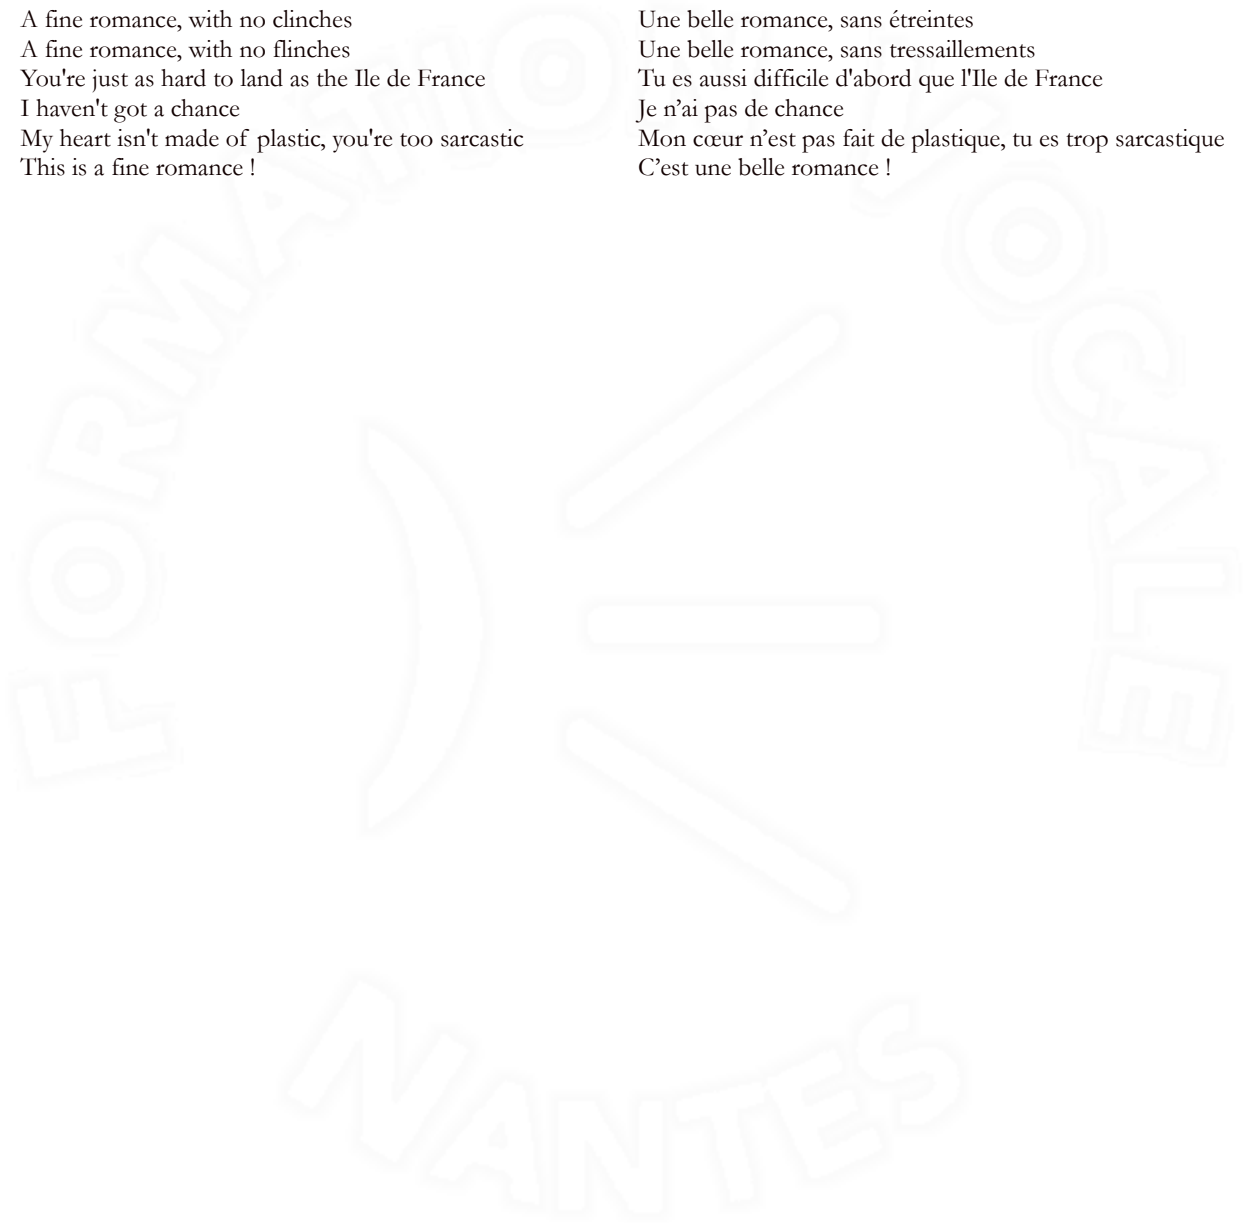 A fine romance, with no clinches
A fine romance, with no flinches
You're just as hard to land as the Ile de France
I haven't got a chance
My heart isn't made of plastic, you're too sarcastic
This is a fine romance !
Une belle romance, sans étreintes
Une belle romance, sans tressaillements
Tu es aussi difficile d'abord que l'Ile de France
Je n’ai pas de chance
Mon cœur n’est pas fait de plastique, tu es trop sarcastique
C’est une belle romance !
FORMATION VOCALE
NANTES